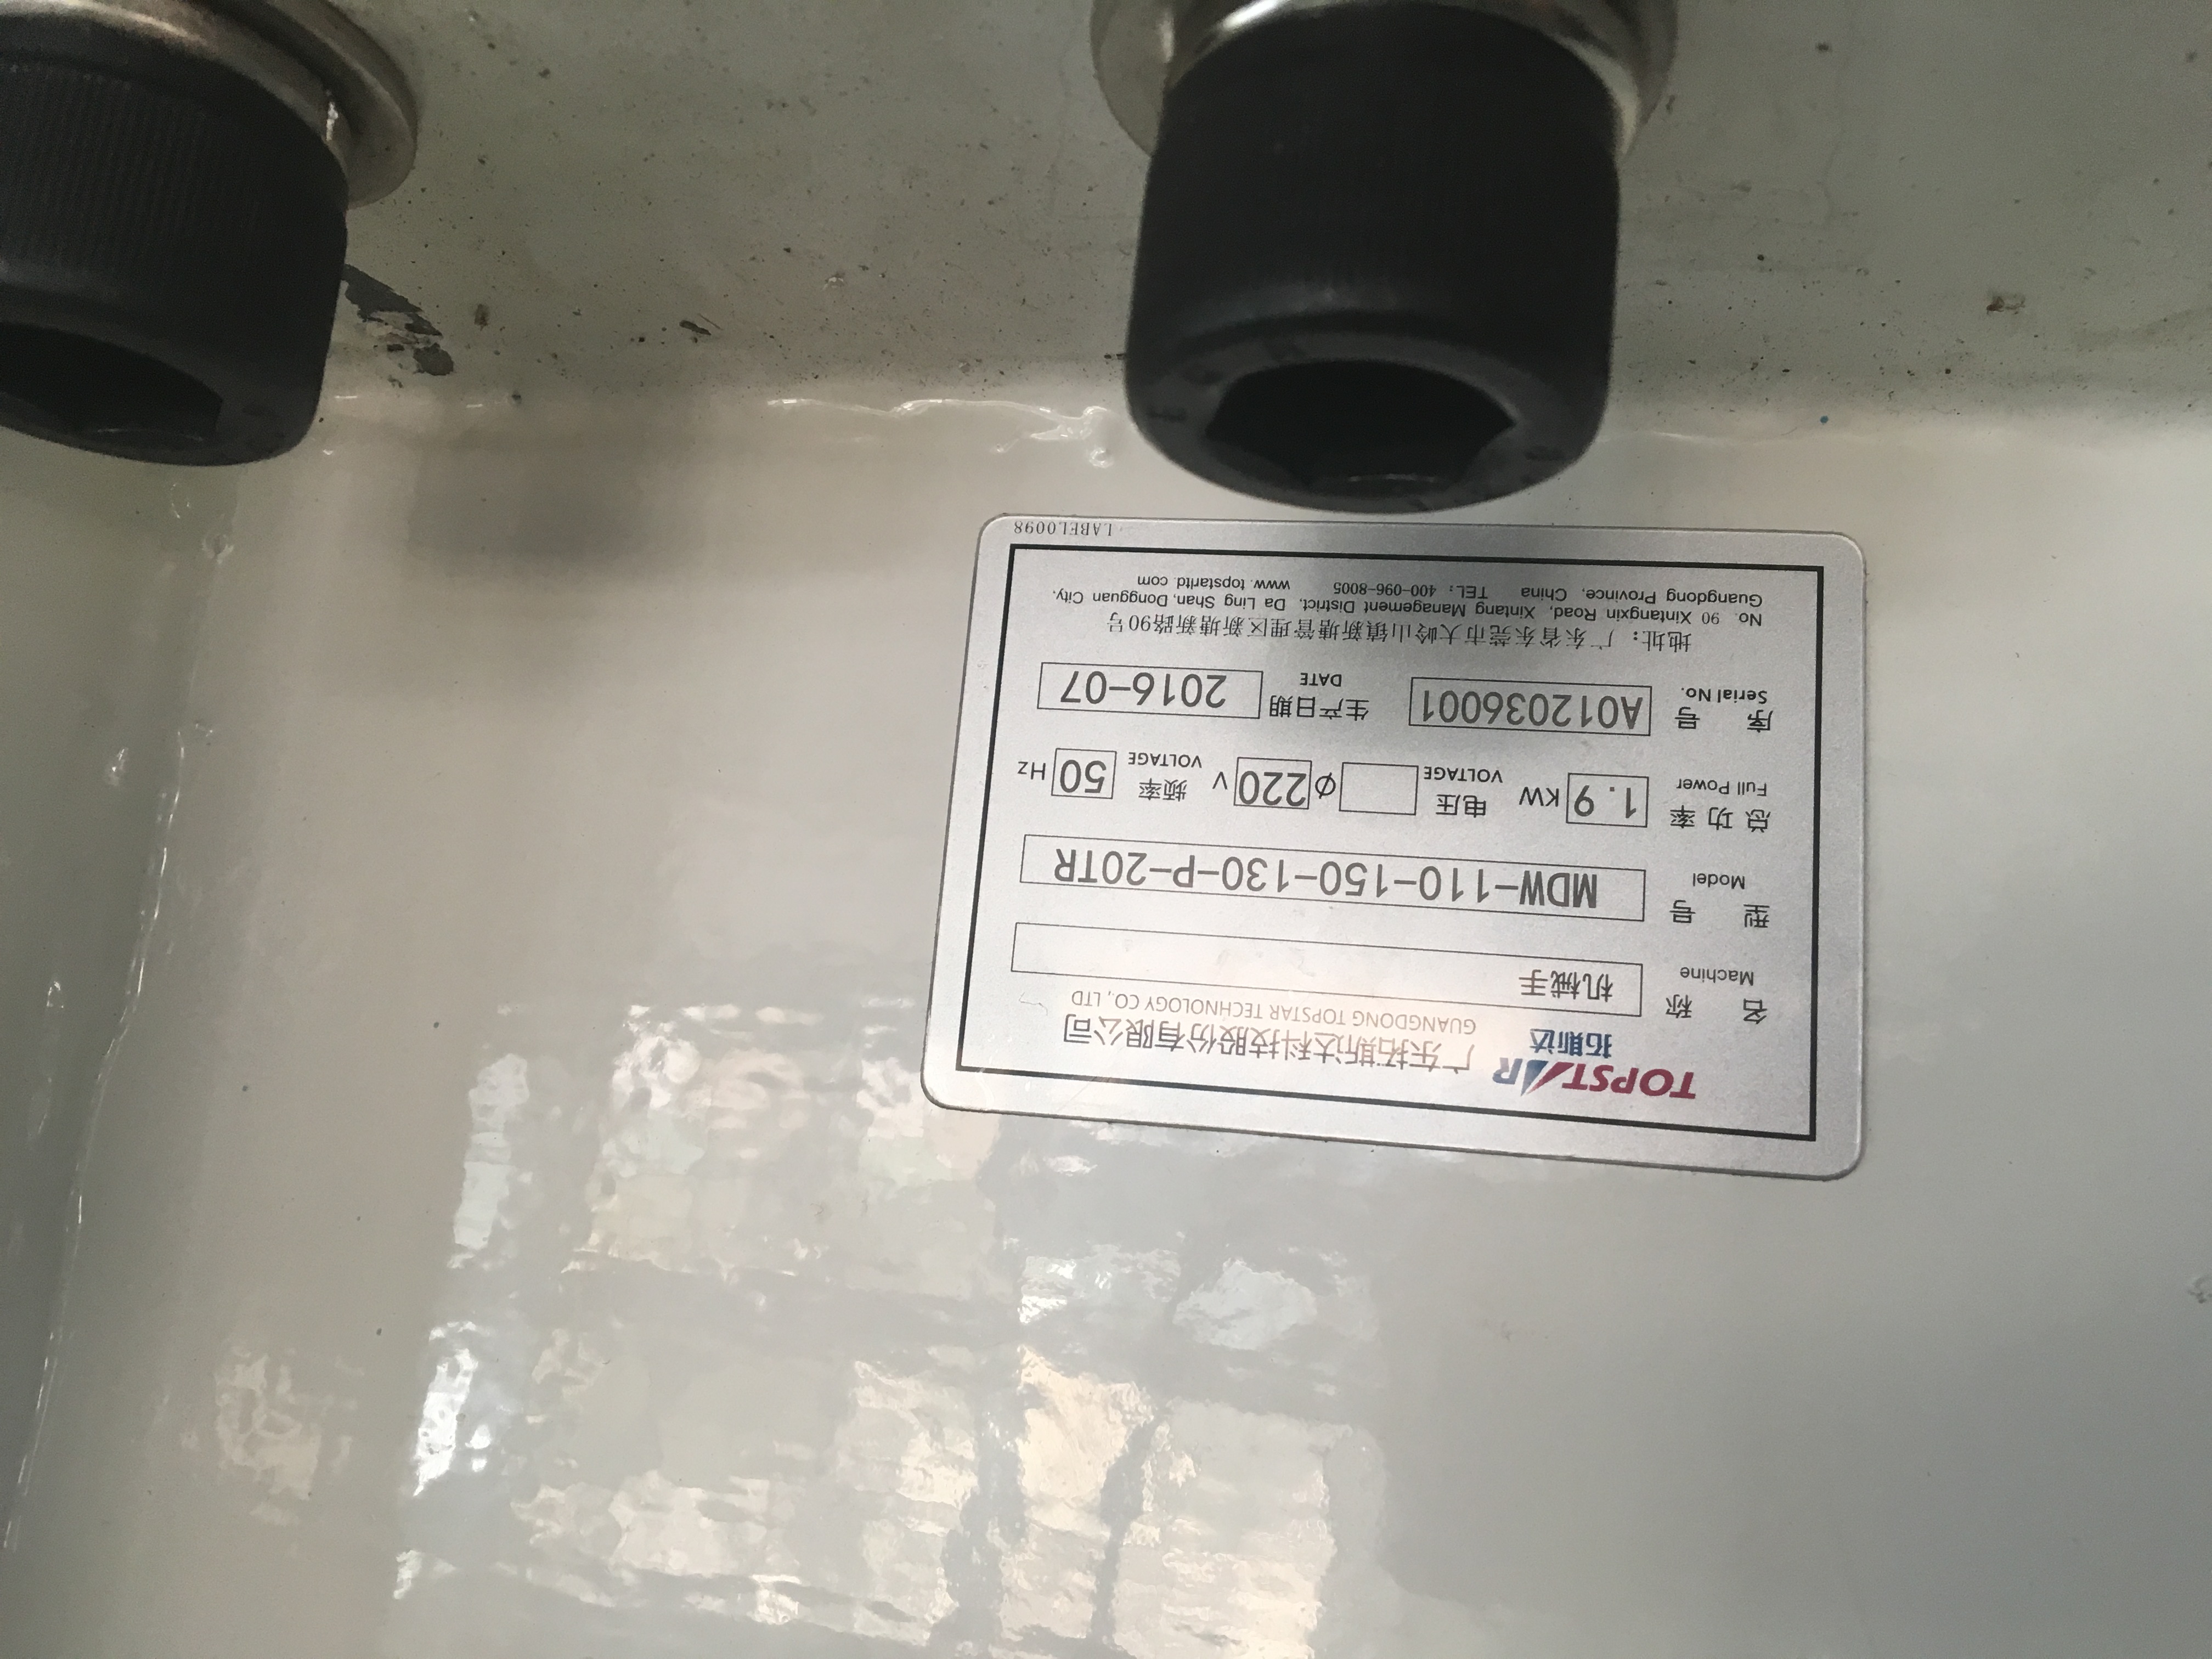 TOPSTAR
拓斯达
广东拓斯达科技股份有限公司
GUANGDONG TOPSTAR TECHNOLOGY CO., LTD
名称 机械手
Machine
型号 MDW-110-150-130-P-20TR
Model
总功率 1.9 KW 电压 Ф 220 V 频率 50 Hz
Full Power VOLTAGE VOLTAGE
序号 A012036001 生产日期 2016-07
Serial No. DATE
地址: 广东省东莞市大岭山镇新塘管理区新塘新路90号
No. 90 Xintangxin Road, Xintang Management District, Da Ling Shan, Dongguan City,
Guangdong Province, China TEL: 400-096-8005 www.topstarltd.com
LABEL0098